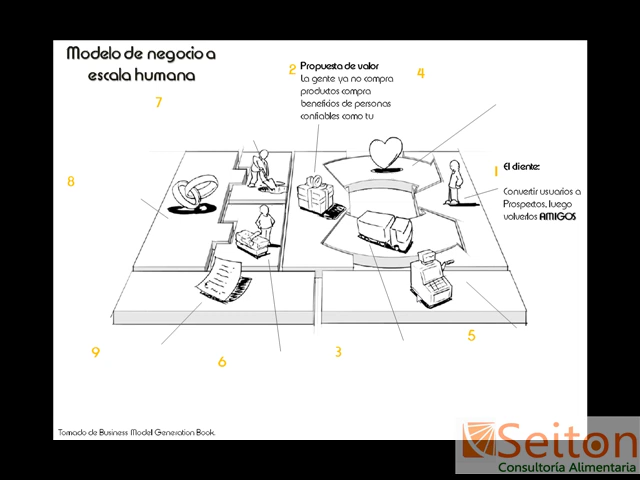 Modelo de negocio a
escala humana
2 Propuesta de valor
La gente ya no compra
productos compra
beneficios de personas
confiables como tu
4
7
1 El cliente:
Convertir usuarios a
Prospectos, luego
volverlos AMIGOS
8
5
9
6
3
Tomado de Business Model Generation Book.
Seiton
Consultoría Alimentaria